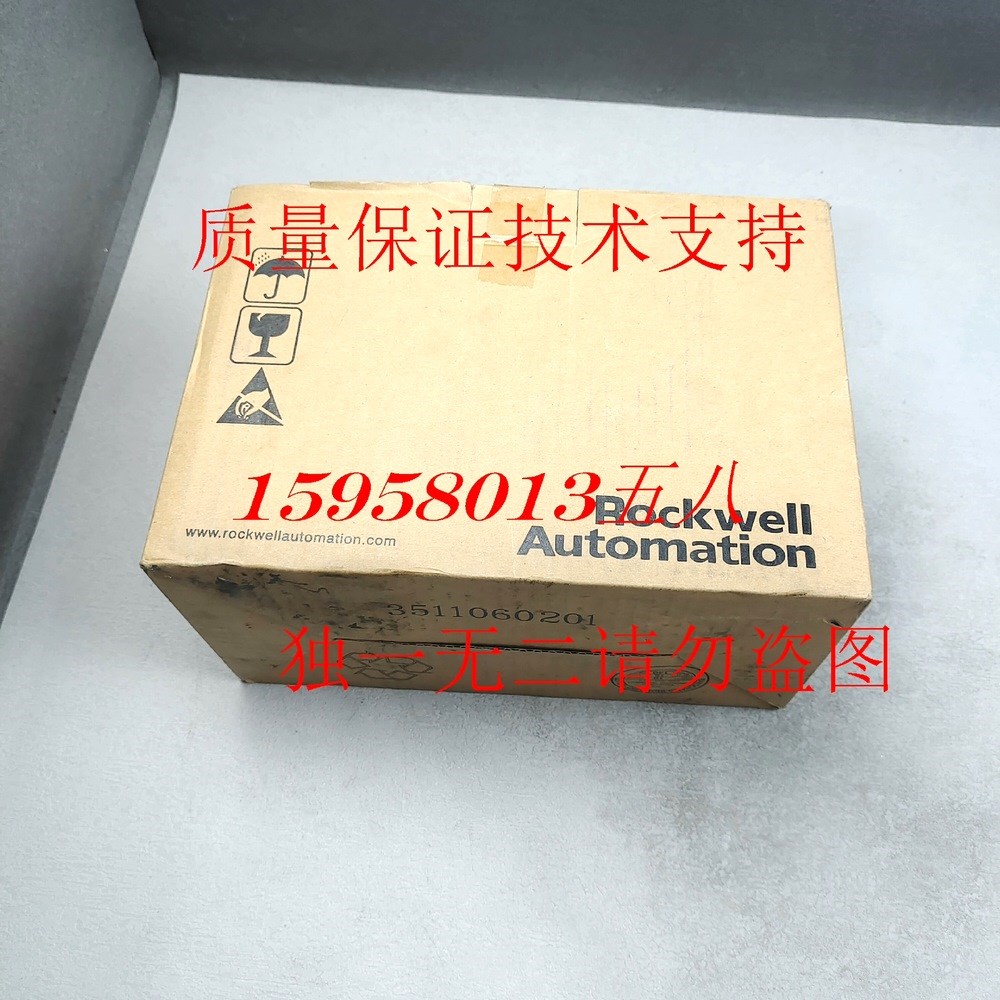 质量保证技术支持
15958013五八
Rockwell
www.rockwellautomation.com
Automation
3511060201
独一无二请勿盗图